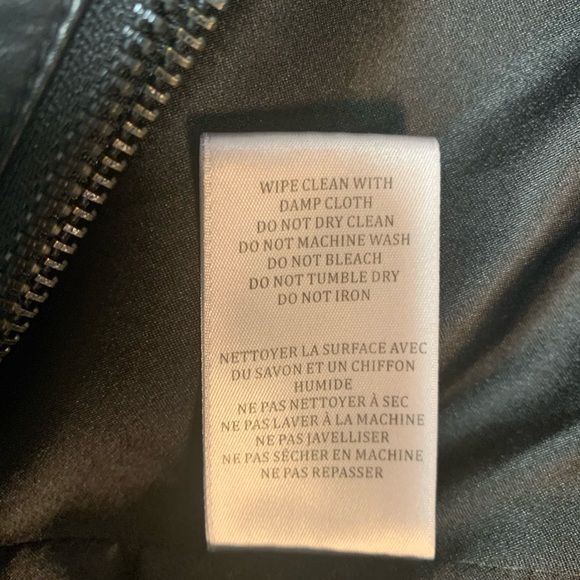 WIPE CLEAN WITH
DAMP CLOTH
DO NOT DRY CLEAN
DO NOT MACHINE WASH
DO NOT BLEACH
DO NOT TUMBLE DRY
DO NOT IRON
NETTOYER LA SURFACE AVEC
DU SAVON ET UN CHIFFON
HUMIDE
NE PAS NETTOYER À SEC
NE PAS LAVER À LA MACHINE
NE PAS JAVELLISER
NE PAS SÉCHER EN MACHINE
NE PAS REPASSER